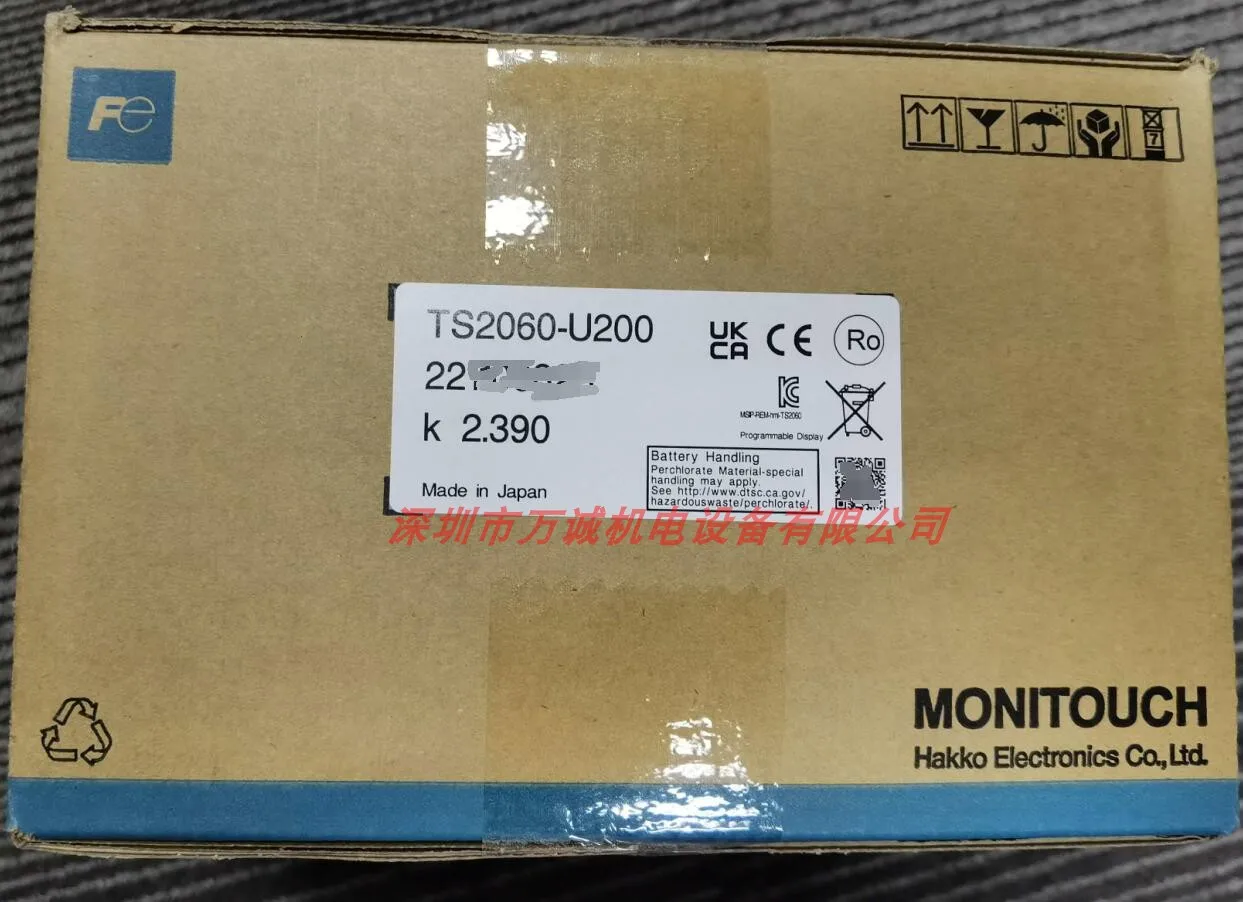 Fe
7
TS2060-U200
UK
CA
CE
Ro
k 2.390
MSIP-REM-hmi-TS2060
Programmable Display
Battery Handling
Perchlorate Material-special
handling may apply.
See http://www.dtsc.ca.gov/
hazardouswaste/perchlorate/.
Made in Japan
深圳市万诚机电设备有限公司
MONITOUCH
Hakko Electronics Co.,Ltd.